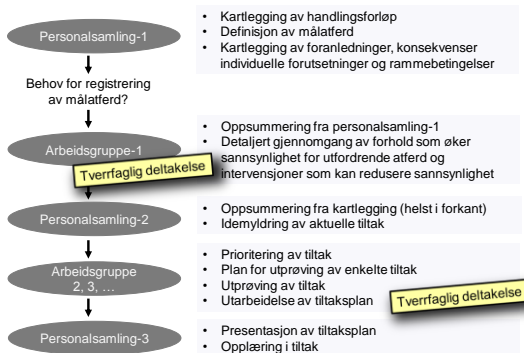 Personalsamling-1
• Kartlegging av handlingsforløp
• Definisjon av målatferd
• Kartlegging av foranledninger, konsekvenser
individuelle forutsetninger og rammebetingelser
Behov for registrering
av målatferd?
Arbeidsgruppe-1
Tverrfaglig deltakelse
• Oppsummering fra personalsamling-1
• Detaljert gjennomgang av forhold som øker
sannsynlighet for utfordrende atferd og
• intervensjoner som kan redusere sannsynlighet
Personalsamling-2
• Oppsummering fra kartlegging (helst i forkant)
• Idemyldring av aktuelle tiltak
Arbeidsgruppe
2, 3, …
• Prioritering av tiltak
• Plan for utprøving av enkelte tiltak
• Utprøving av tiltak
• Utarbeidelse av tiltaksplan
Tverrfaglig deltakelse
Personalsamling-3
• Presentasjon av tiltaksplan
• Opplæring i tiltak